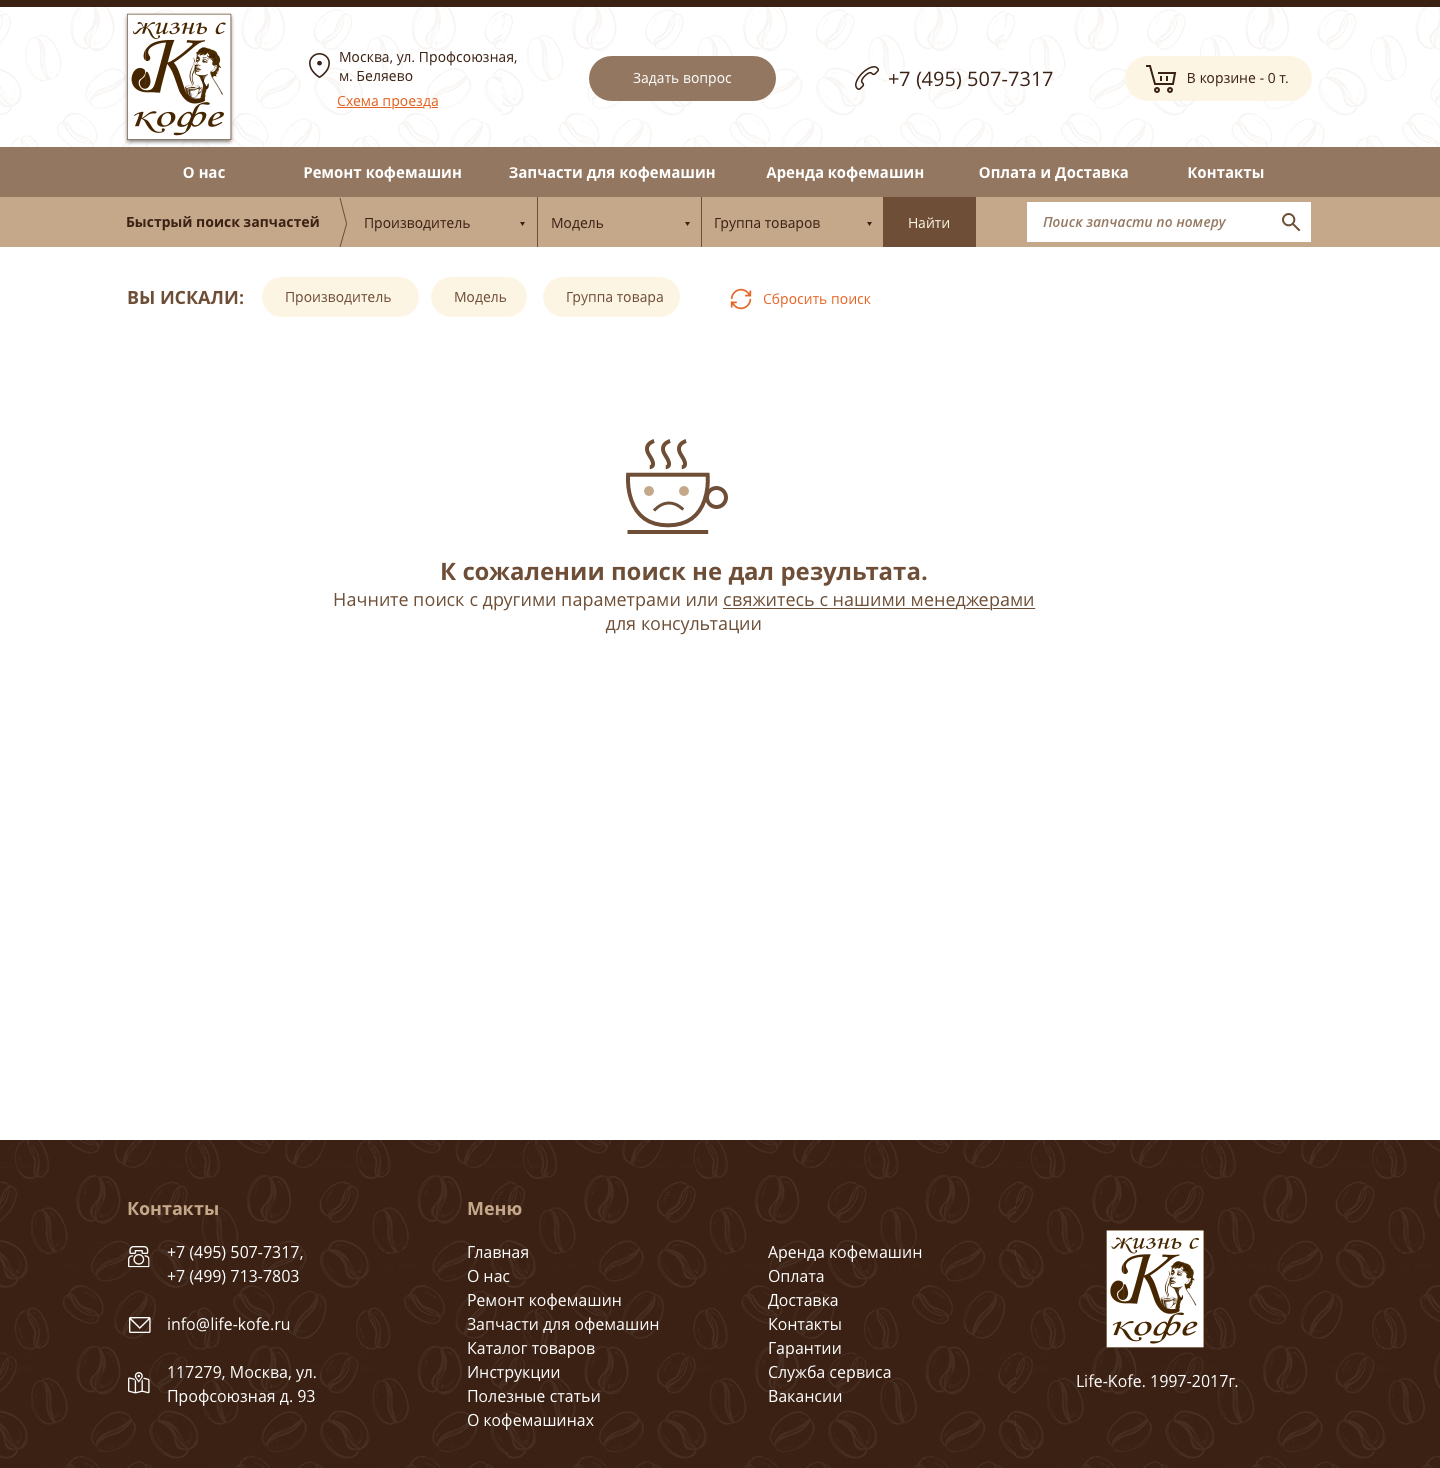 жизнь с
К
кофе
Москва, ул. Профсоюзная,
м. Беляево
Схема проезда
Задать вопрос
+7 (495) 507-7317
В корзине - 0 т.
О нас
Ремонт кофемашин
Запчасти для кофемашин
Аренда кофемашин
Оплата и Доставка
Контакты
Быстрый поиск запчастей
Производитель
Модель
Группа товаров
Найти
Поиск запчасти по номеру
ВЫ ИСКАЛИ:
Производитель
Модель
Группа товара
Сбросить поиск
К сожалении поиск не дал результата.
Начните поиск с другими параметрами или свяжитесь с нашими менеджерами
для консультации
Контакты
+7 (495) 507-7317,
+7 (499) 713-7803
info@life-kofe.ru
117279, Москва, ул.
Профсоюзная д. 93
Меню
Главная
О нас
Ремонт кофемашин
Запчасти для офемашин
Каталог товаров
Инструкции
Полезные статьи
О кофемашинах
Аренда кофемашин
Оплата
Доставка
Контакты
Гарантии
Служба сервиса
Вакансии
жизнь с
К
кофе
Life-Kofe. 1997-2017г.